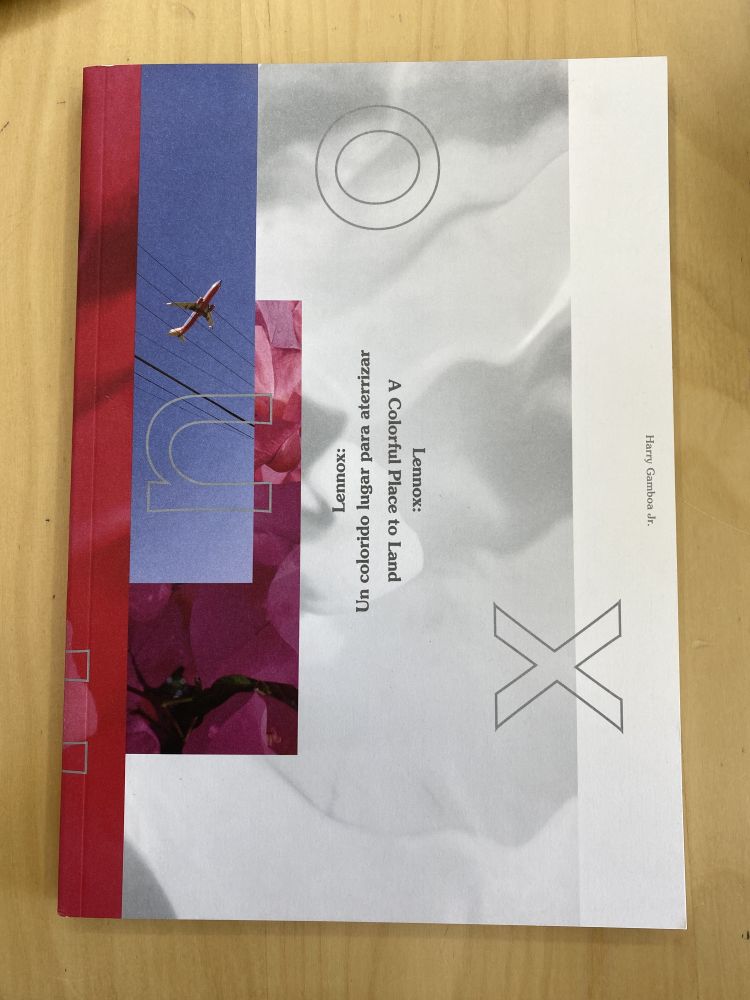 Harry Gamboa Jr.
Lennox:
A Colorful Place to Land
Lennox:
Un colorido lugar para aterrizar
n
o
x